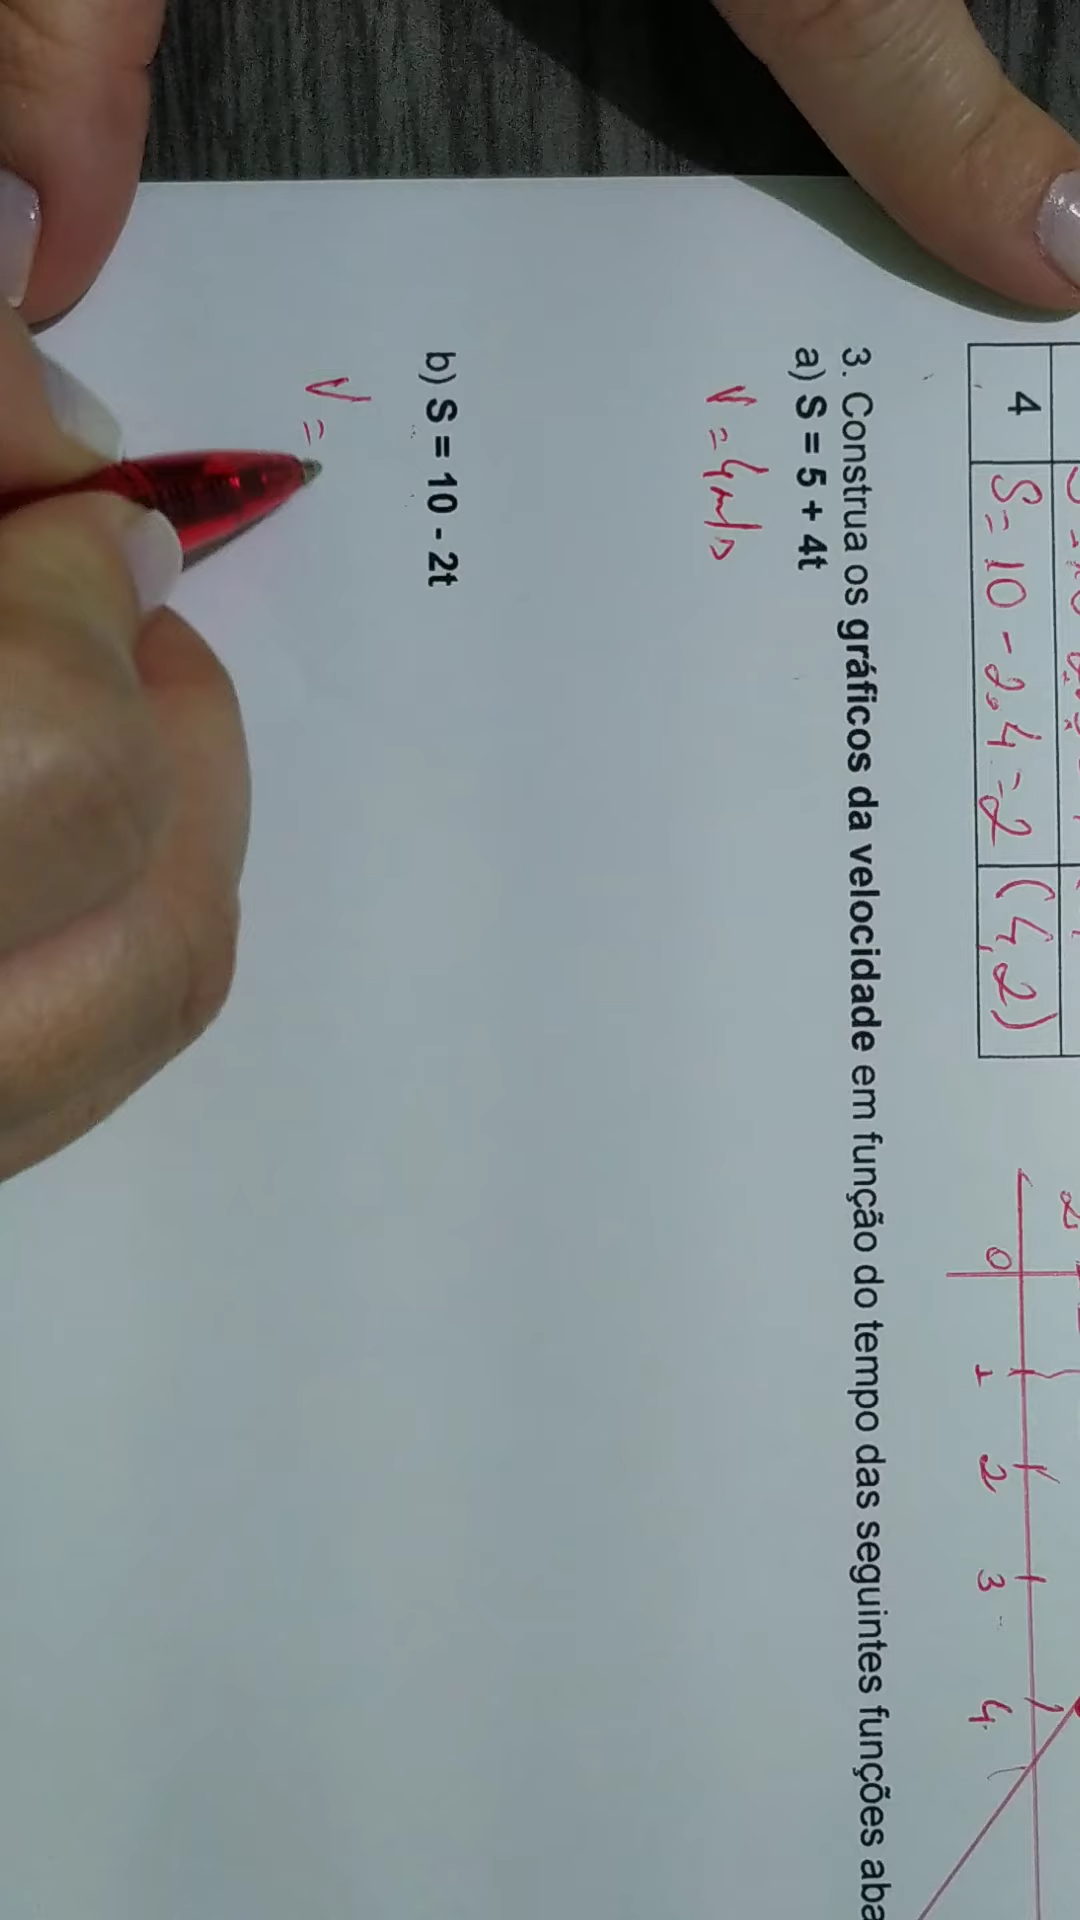 4 S = 10 - 2.4 = 2 (4,2)
2
0 1 2 3 4
3. Construa os gráficos da velocidade em função do tempo das seguintes funções aba
a) S = 5 + 4t
V = 4m/s
b) S = 10 - 2t
V =